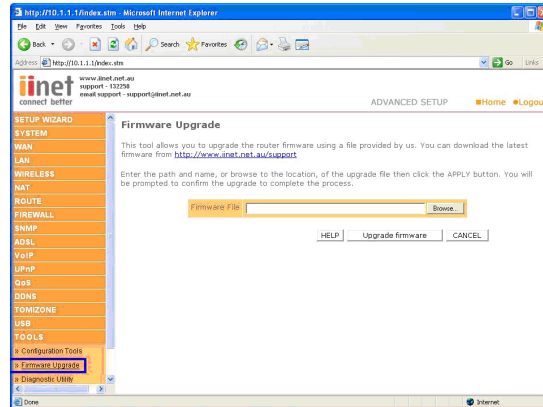 http://10.1.1.1/index.stm - Microsoft Internet Explorer
File Edit View Favorites Tools Help
Back Search Favorites
Address http://10.1.1.1/index.stm Go Links
iinet
connect better
www.iinet.net.au
support - 132258
email support - support@iinet.net.au
ADVANCED SETUP Home Logou
SETUP WIZARD
SYSTEM
WAN
LAN
WIRELESS
NAT
ROUTE
FIREWALL
SNMP
ADSL
VoIP
UPnP
QoS
DDNS
TOMIZONE
USB
TOOLS
» Configuration Tools
» Firmware Upgrade
» Diagnostic Utility
Firmware Upgrade
This tool allows you to upgrade the router firmware using a file provided by us. You can download the latest
firmware from http://www.iinet.net.au/support
Enter the path and name, or browse to the location, of the upgrade file then click the APPLY button. You will
be prompted to confirm the upgrade to complete the process.
Firmware File Browse...
HELP Upgrade firmware CANCEL
Done Internet